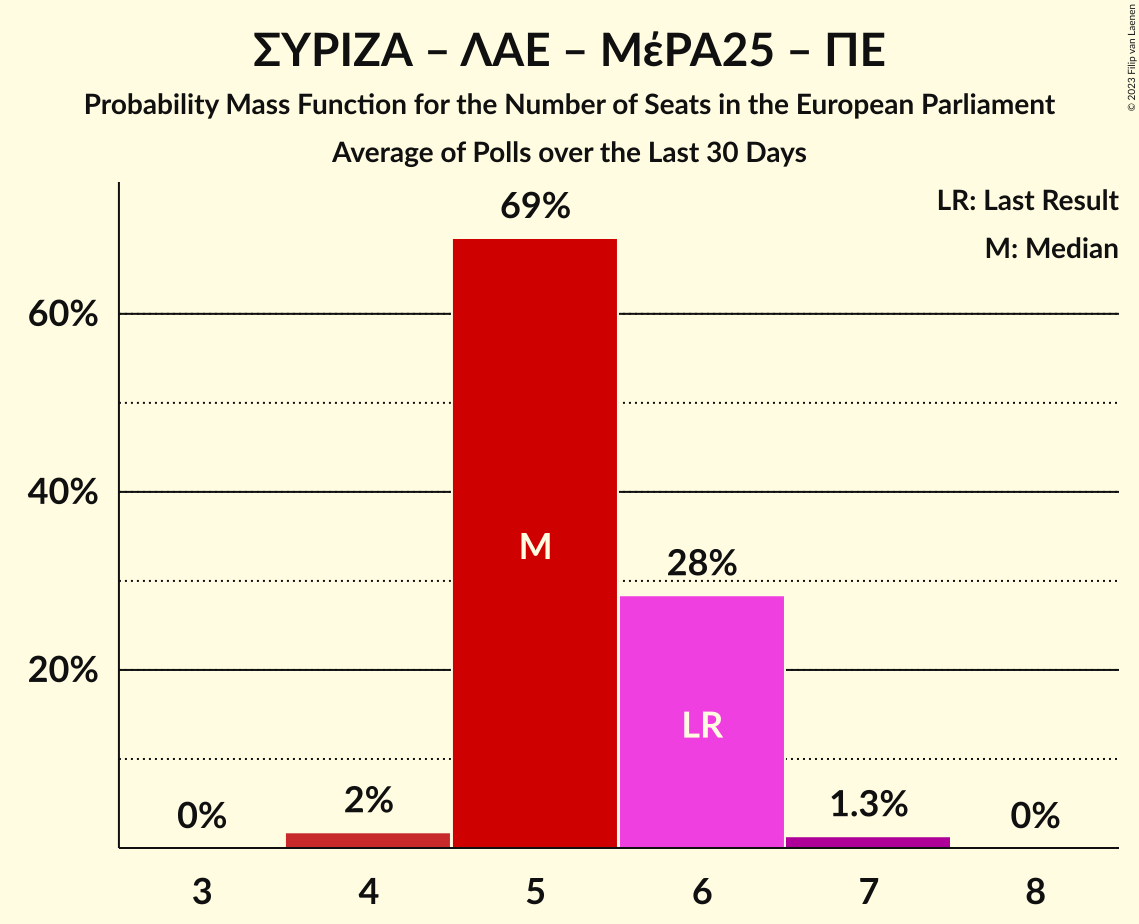 ΣΥΡΙΖΑ – ΛΑΕ – ΜέΡΑ25 – ΠΕ
Probability Mass Function for the Number of Seats in the European Parliament
Average of Polls over the Last 30 Days
© 2023 Filip van Laenen
LR: Last Result
M: Median
69%
60%
40%
20%
M
28%
LR
0%
2%
1.3%
0%
3 4 5 6 7 8